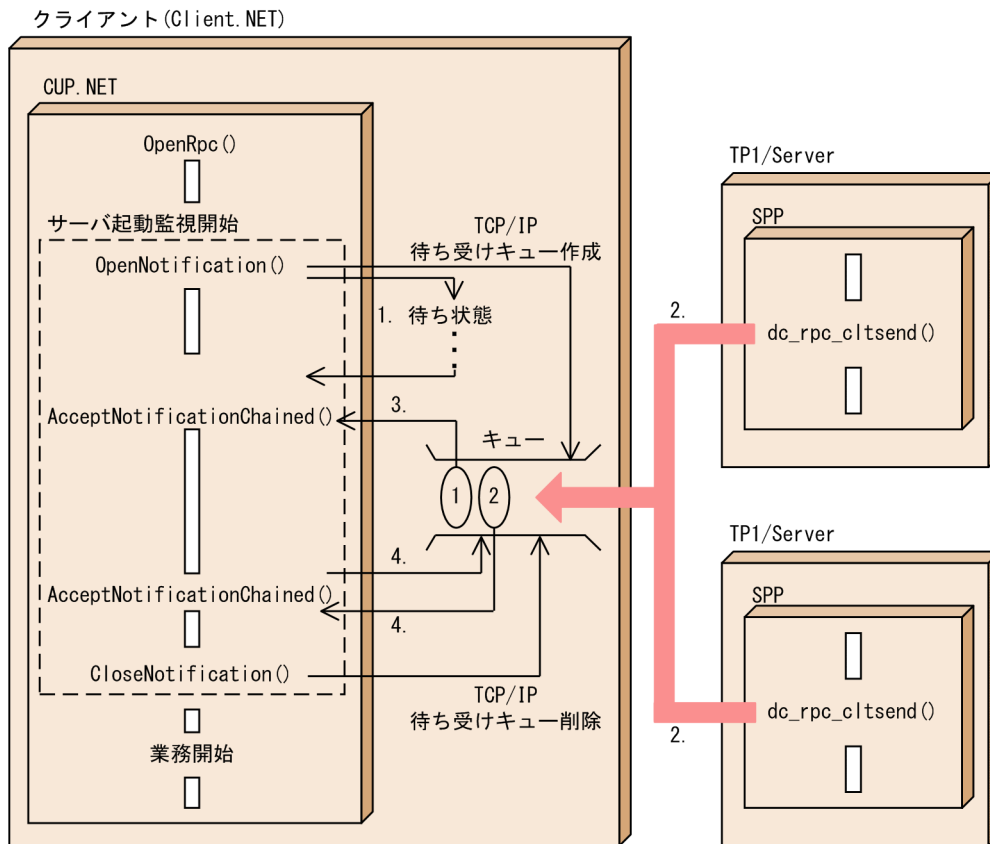 クライアント(Client.NET)
CUP.NET
OpenRpc()
サーバ起動監視開始
OpenNotification()
TCP/IP
待ち受けキュー作成
1. 待ち状態
AcceptNotificationChained()
3.
キュー
1
2
4.
AcceptNotificationChained()
4.
CloseNotification()
TCP/IP
待ち受けキュー削除
業務開始
TP1/Server
SPP
2.
dc_rpc_cltsend()
TP1/Server
SPP
dc_rpc_cltsend()
2.